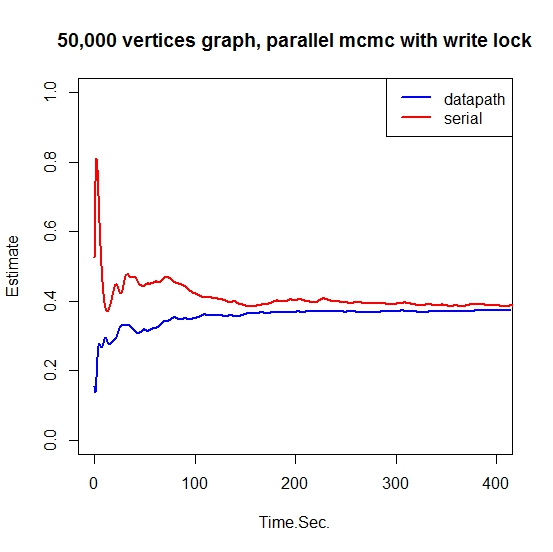 50,000 vertices graph, parallel mcmc with write lock
datapath
serial
Estimate
1.0
0.8
0.6
0.4
0.2
0.0
0 100 200 300 400
Time.Sec.